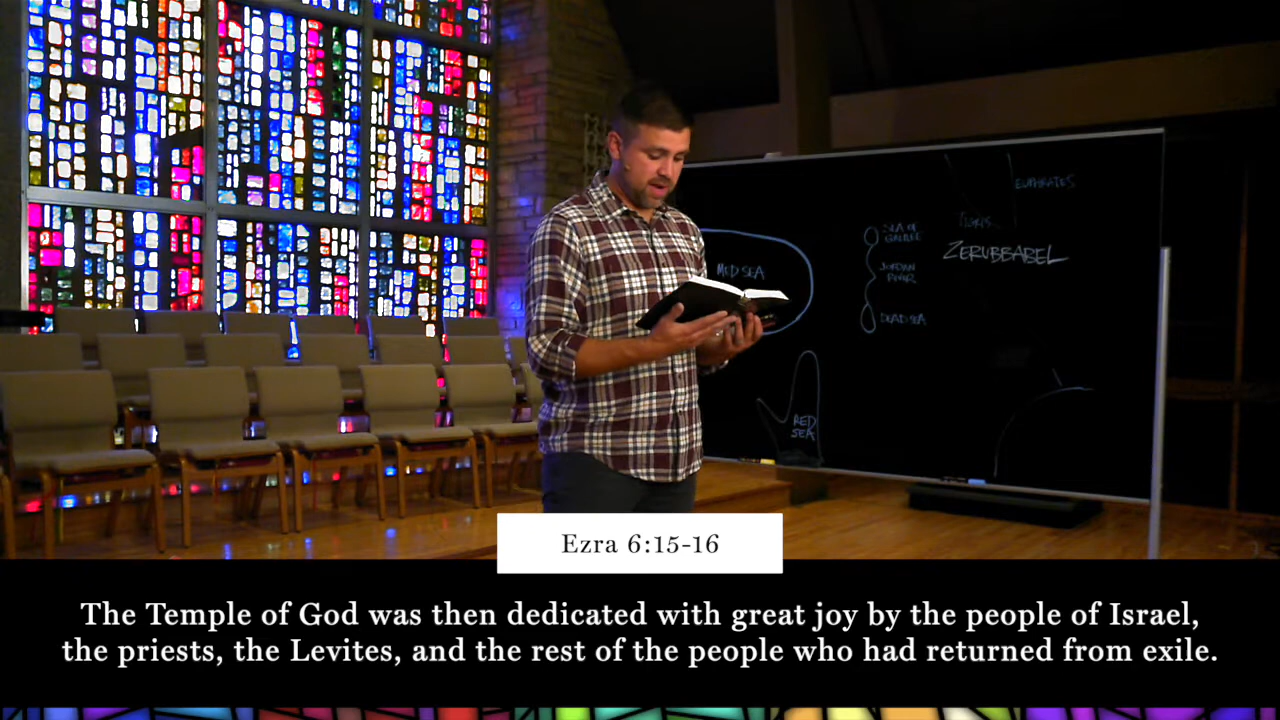 EUPHRATES
SEA OF
GALILEE
ZERUBBABEL
MED SEA
JORDAN
RIVER
DEAD SEA
RED
SEA
Ezra 6:15-16
The Temple of God was then dedicated with great joy by the people of Israel,
the priests, the Levites, and the rest of the people who had returned from exile.